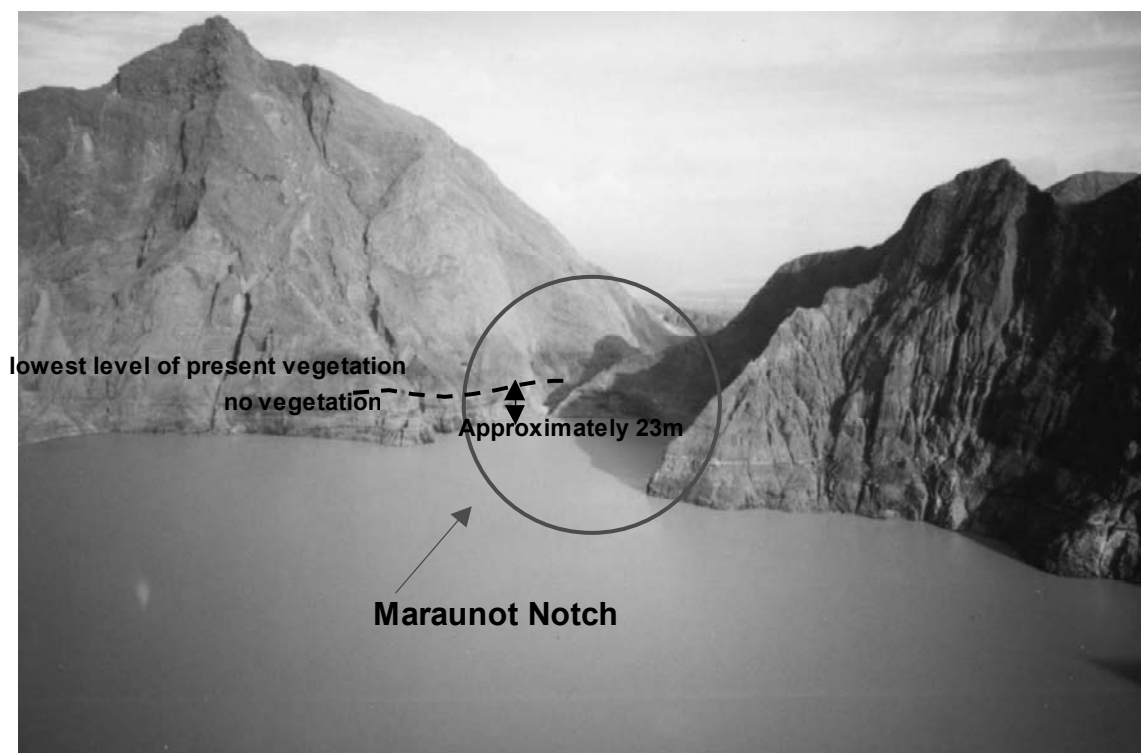 lowest level of present vegetation
no vegetation
Approximately 23m
Maraunot Notch